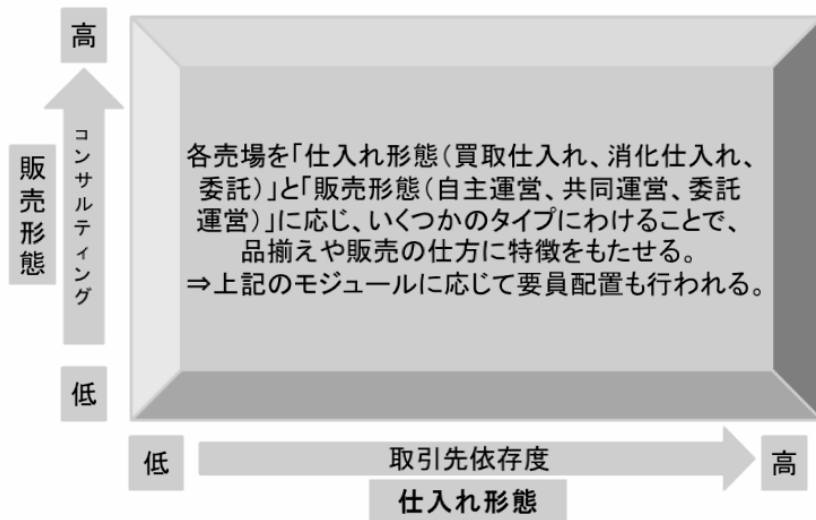 高
コンサルティング
販売形態
低
各売場を「仕入れ形態(買取仕入れ、消化仕入れ、
委託)」と「販売形態(自主運営、共同運営、委託
運営)」に応じ、いくつかのタイプにわけることで、
品揃えや販売の仕方に特徴をもたせる。
⇒上記のモジュールに応じて要員配置も行われる。
低
取引先依存度
高
仕入れ形態